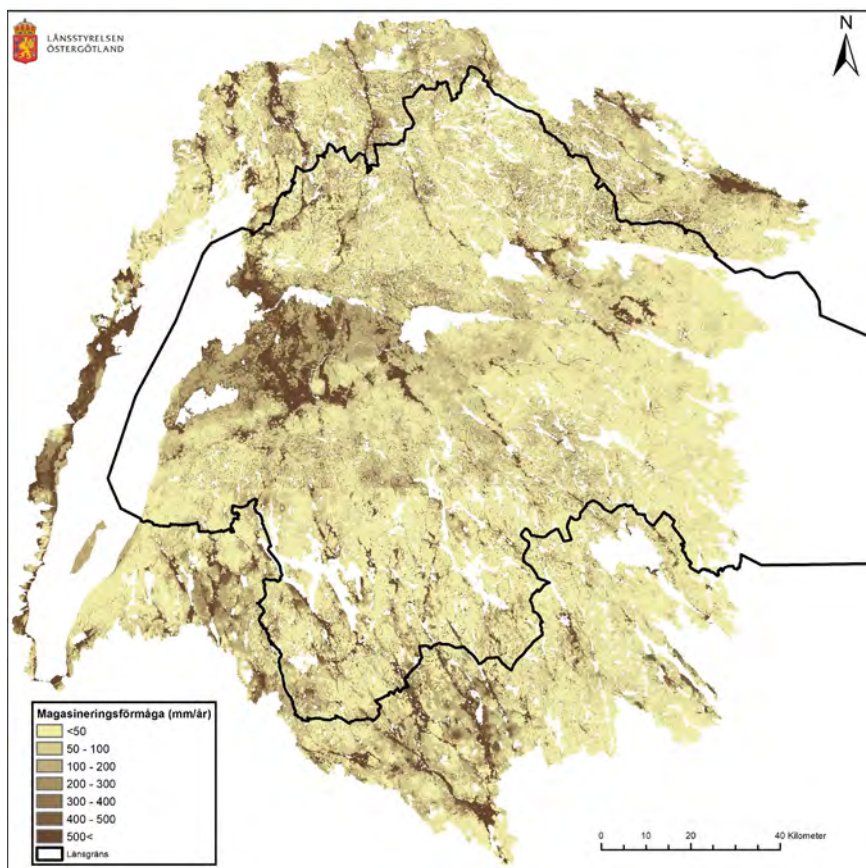 LÄNSSTYRELSEN
ÖSTERGÖTLAND
N
Magasineringsförmåga (mm/år)
<50
50 - 100
100 - 200
200 - 300
300 - 400
400 - 500
500<
Länsgräns
0 10 20 40 Kilometer